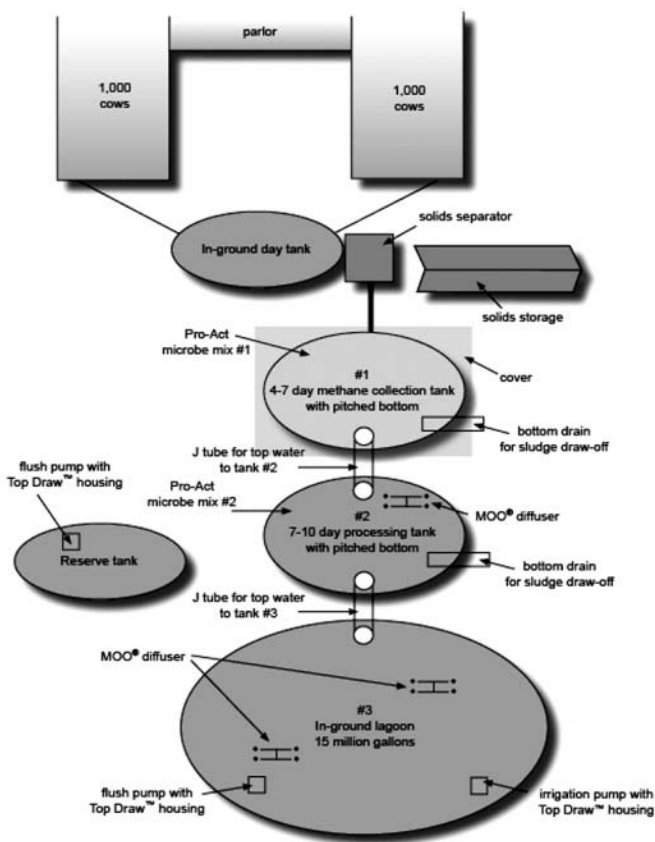 parlor
1,000
cows
1,000
cows
solids separator
In-ground day tank
solids storage
Pro-Act
microbe mix #1
#1
4-7 day methane collection tank
with pitched bottom
cover
bottom drain
for sludge draw-off
J tube for top water
to tank #2
flush pump with
Top Draw™ housing
Pro-Act
microbe mix #2
#2
7-10 day processing tank
with pitched bottom
MOO® diffuser
Reserve tank
bottom drain
for sludge draw-off
J tube for top water
to tank #3
MOO® diffuser
#3
In-ground lagoon
15 million gallons
flush pump with
Top Draw™ housing
irrigation pump with
Top Draw™ housing